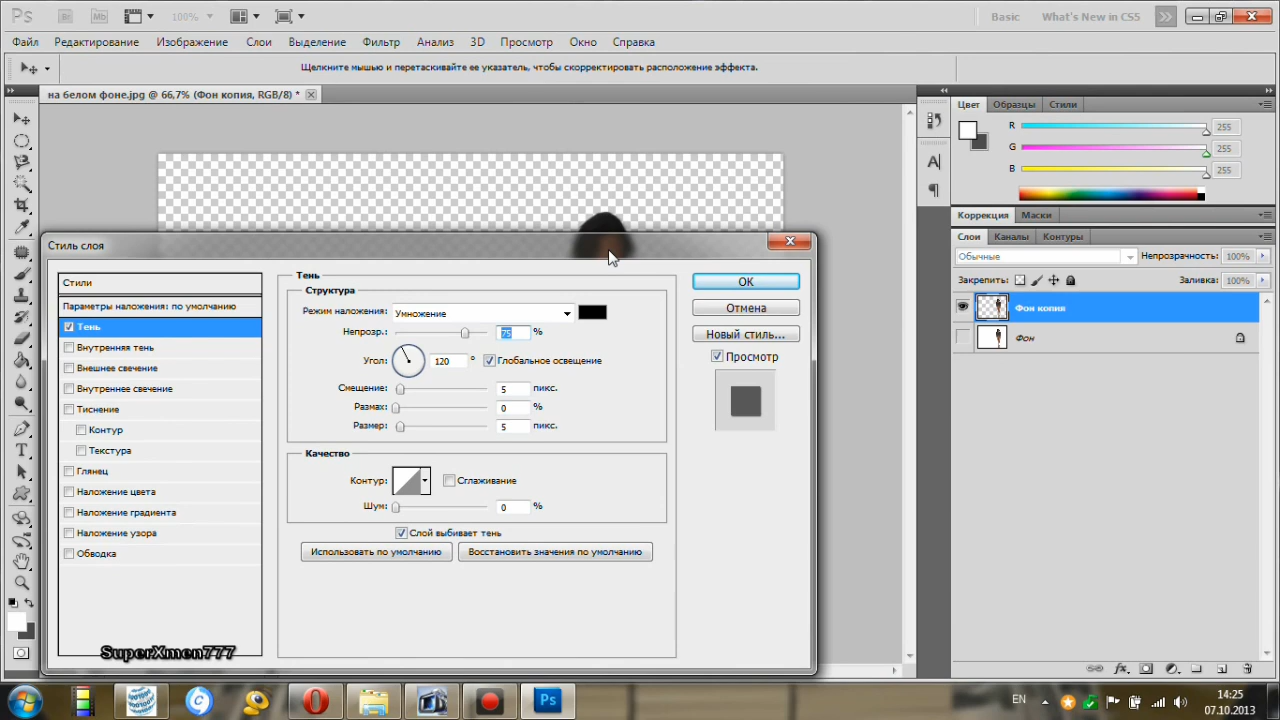 Ps Br Mb 100% Basic What's New in CS5
Файл Редактирование Изображение Слои Выделение Фильтр Анализ 3D Просмотр Окно Справка
Щелкните мышью и перетаскивайте ее указатель, чтобы скорректировать расположение эффекта.
на белом фоне.jpg @ 66,7% (Фон копия, RGB/8) *
Цвет Образцы Стили
R 255
G 255
B 255
Коррекция Маски
Слои Каналы Контуры
Обычные Непрозрачность: 100%
Закрепить: Заливка: 100%
Фон копия
Фон
Стиль слоя
Стили
Параметры наложения: по умолчанию
Тень
Внутренняя тень
Внешнее свечение
Внутреннее свечение
Тиснение
Контур
Текстура
Глянец
Наложение цвета
Наложение градиента
Наложение узора
Обводка
Тень
Структура
Режим наложения: Умножение
Непрозр.: 75 %
Угол: 120 ° Глобальное освещение
Смещение: 5 пикс.
Размах: 0 %
Размер: 5 пикс.
Качество
Контур: Сглаживание
Шум: 0 %
Слой выбивает тень
Использовать по умолчанию Восстановить значения по умолчанию
OK
Отмена
Новый стиль...
Просмотр
SuperXmen777
Ps EN 14:25
07.10.2013